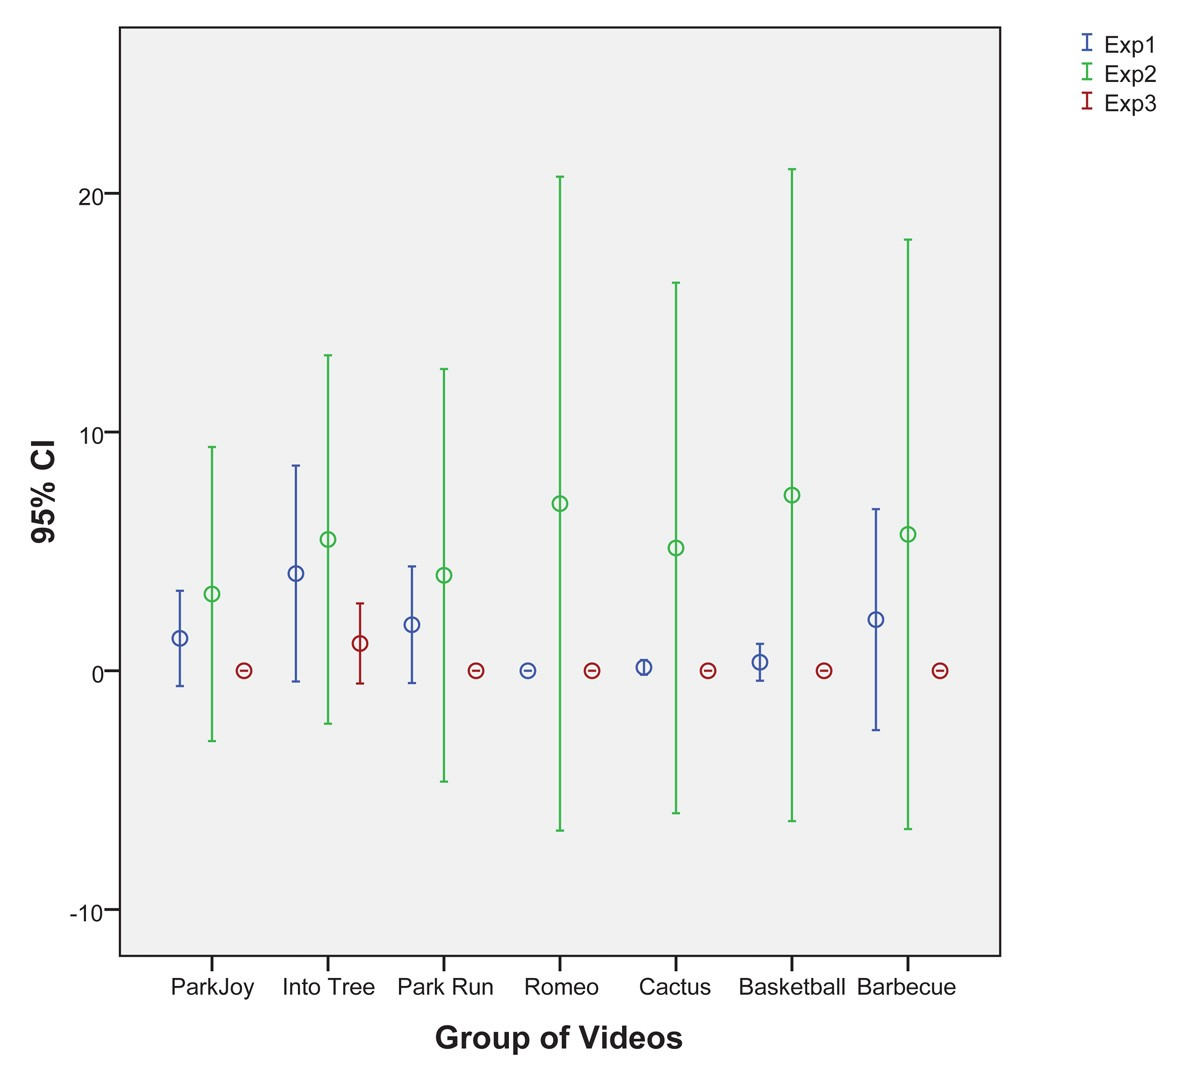 Exp1
Exp2
Exp3
20
10
0
-10
95% CI
ParkJoy Into Tree Park Run Romeo Cactus Basketball Barbecue
Group of Videos